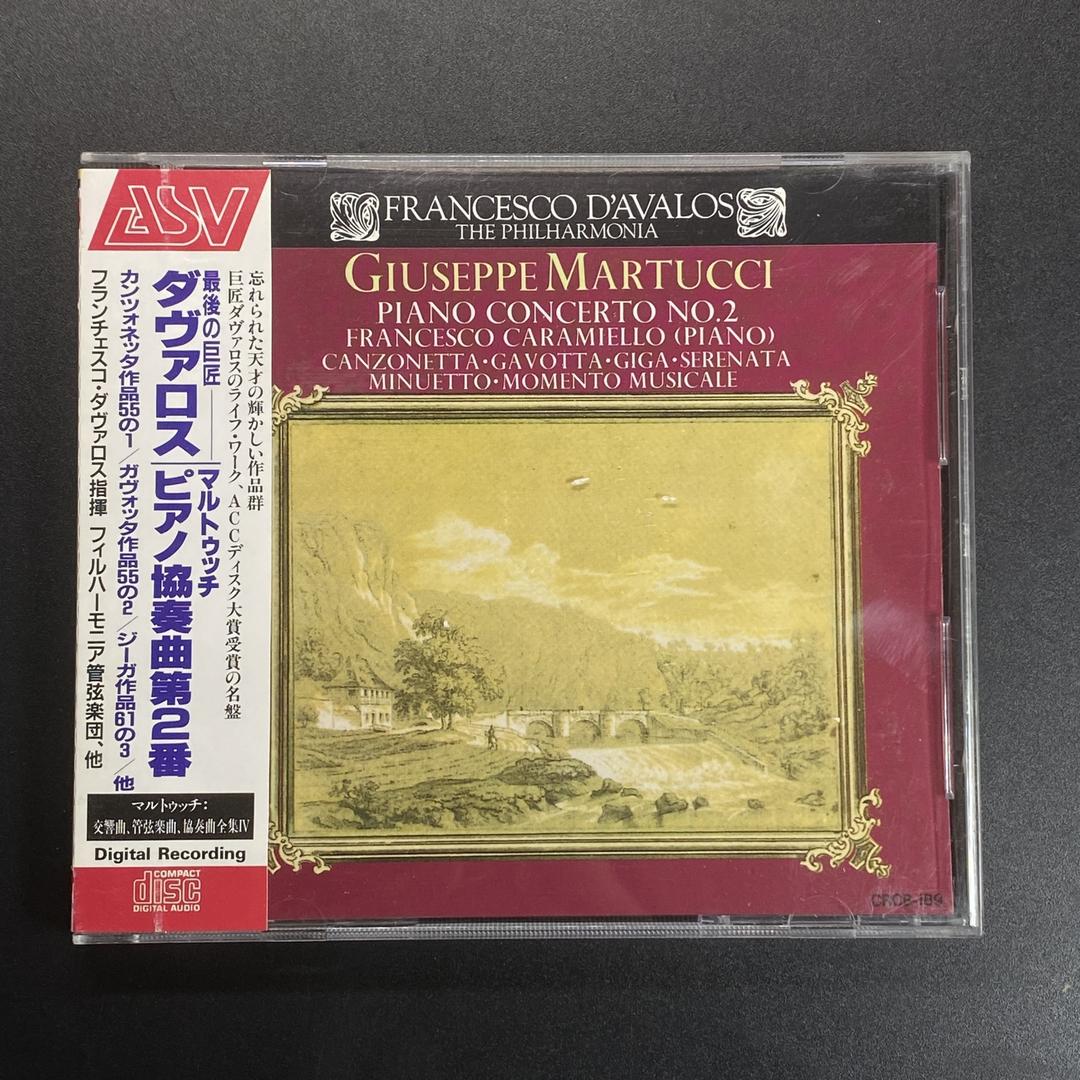 ASV
忘れられた天才の輝かしい作品群
巨匠ダヴァロスのライフ・ワーク、ACCディスク大賞受賞の名盤
最後の巨匠──マルトゥッチ
ダヴァロス|ピアノ協奏曲第2番
カンツォネッタ作品55の1/ガヴォッタ作品55の2/ジーガ作品61の3/他
フランチェスコ・ダヴァロス指揮 フィルハーモニア管弦楽団、他
マルトゥッチ:
交響曲、管弦楽曲、協奏曲全集IV
Digital Recording
COMPACT
disc
DIGITAL AUDIO
FRANCESCO D'AVALOS
THE PHILHARMONIA
GIUSEPPE MARTUCCI
PIANO CONCERTO NO.2
FRANCESCO CARAMIELLO (PIANO)
CANZONETTA·GAVOTTA·GIGA·SERENATA
MINUETTO·MOMENTO MUSICALE